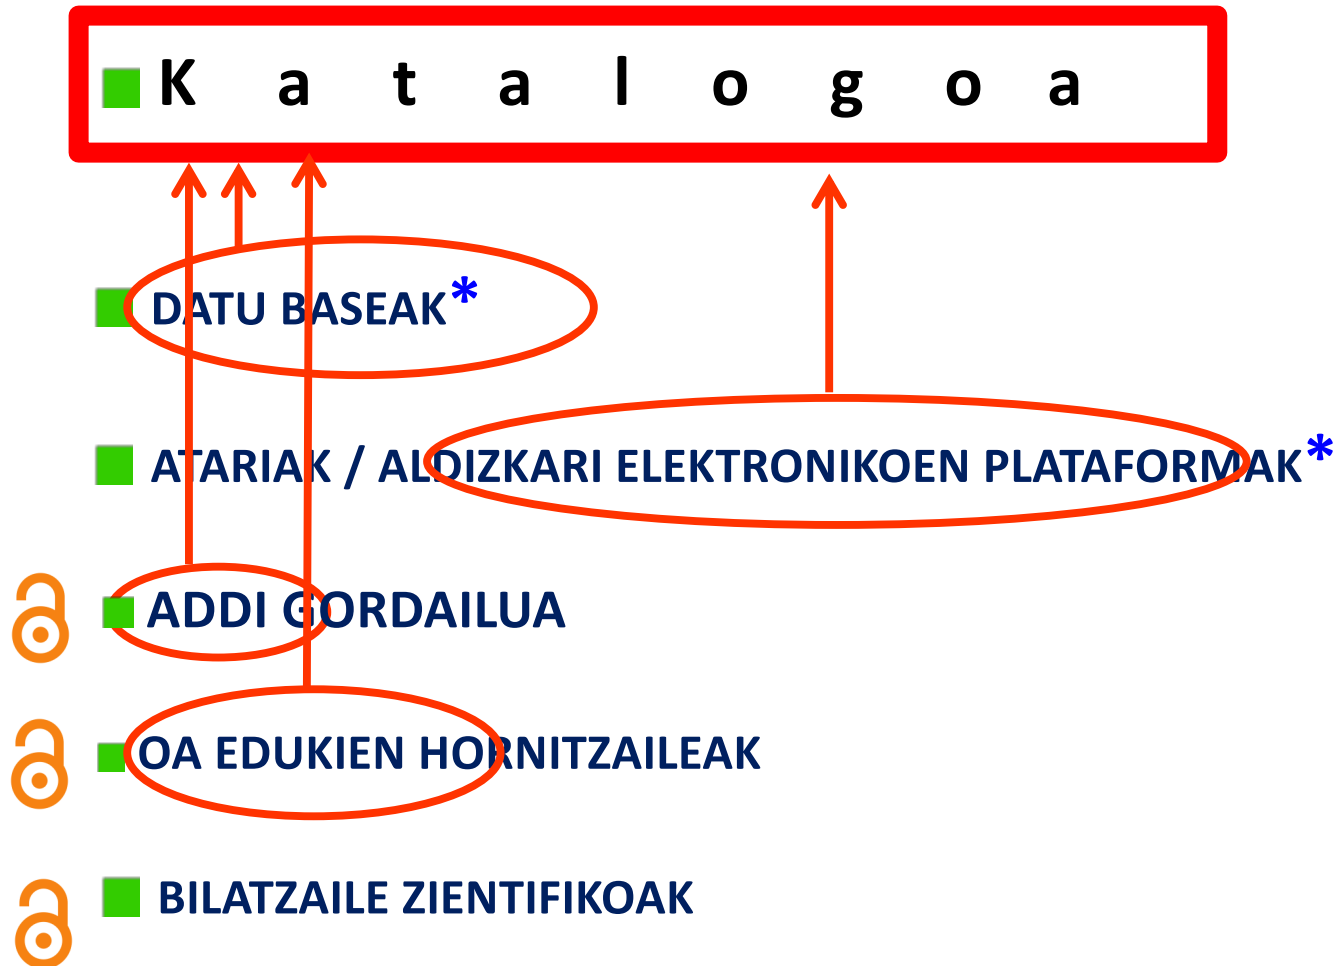 K a t a l o g o a
DATU BASEAK*
ATARIAK / ALDIZKARI ELEKTRONIKOEN PLATAFORMAK*
ADDI GORDAILUA
OA EDUKIEN HORNITZAILEAK
BILATZAILE ZIENTIFIKOAK